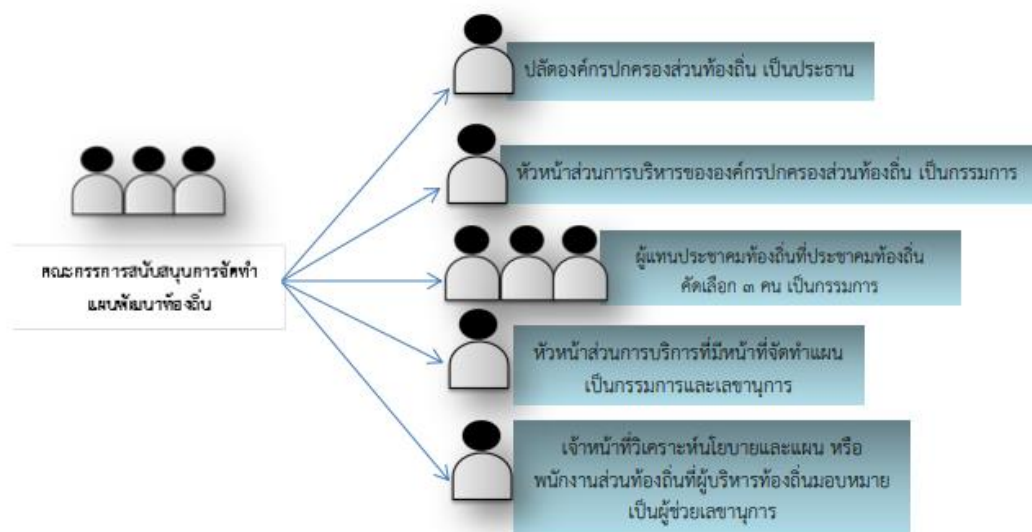 ปลัดองค์กรปกครองส่วนท้องถิ่น เป็นประธาน
หัวหน้าส่วนการบริหารขององค์กรปกครองส่วนท้องถิ่น เป็นกรรมการ
คณะกรรการสนับสนุนการจัดทำ
แผนพัฒนาท้องถิ่น
ผู้แทนประชาคมท้องถิ่นที่ประชาคมท้องถิ่น
คัดเลือก ๓ คน เป็นกรรมการ
หัวหน้าส่วนการบริการที่มีหน้าที่จัดทำแผน
เป็นกรรมการและเลขานุการ
เจ้าหน้าที่วิเคราะห์นโยบายและแผน หรือ
พนักงานส่วนท้องถิ่นที่ผู้บริหารท้องถิ่นมอบหมาย
เป็นผู้ช่วยเลขานุการ